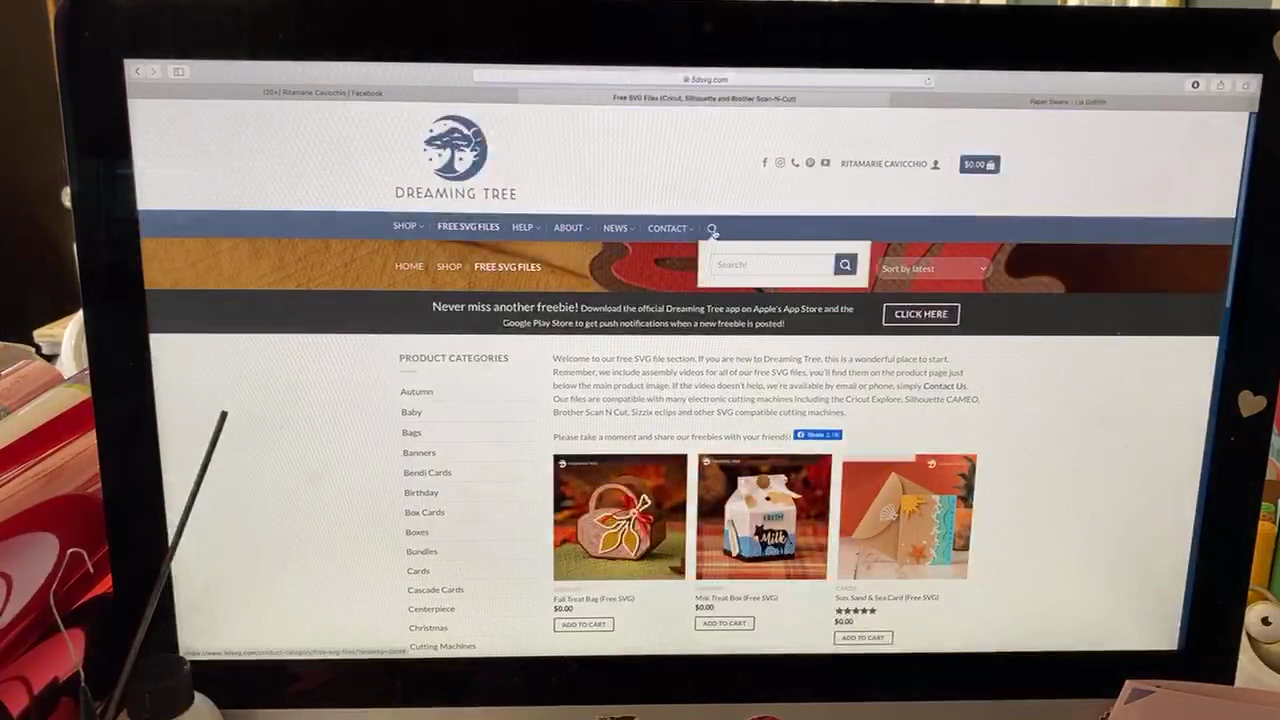 3dsvg.com
(20+) Ritamarie Cavicchio | Facebook
Free SVG Files (Cricut, Silhouette and Brother Scan-N-Cut)
Paper Swans - Lia Griffith
DREAMING TREE
RITAMARIE CAVICCHIO
$0.00
SHOP FREE SVG FILES HELP ABOUT NEWS CONTACT
Search!
HOME SHOP FREE SVG FILES
Sort by latest
Never miss another freebie! Download the official Dreaming Tree app on Apple's App Store and the
Google Play Store to get push notifications when a new freebie is posted!
CLICK HERE
PRODUCT CATEGORIES
Autumn
Baby
Bags
Banners
Bendi Cards
Birthday
Box Cards
Boxes
Bundles
Cards
Cascade Cards
Centerpiece
Christmas
Cutting Machines
Welcome to our free SVG file section. If you are new to Dreaming Tree, this is a wonderful place to start.
Remember, we include assembly videos for all of our free SVG files, you'll find them on the product page just
below the main product image. If the video doesn't help, we're available by email or phone, simply Contact Us.
Our files are compatible with many electronic cutting machines including the Cricut Explore, Silhouette CAMEO,
Brother Scan N Cut, Sizzix eclips and other SVG compatible cutting machines.
Please take a moment and share our freebies with your friends!
Share
FRESH
Milk
Fall Treat Bag (Free SVG)
$0.00
ADD TO CART
Milk Treat Box (Free SVG)
$0.00
ADD TO CART
CARDS
Sun, Sand & Sea Card (Free SVG)
$0.00
ADD TO CART